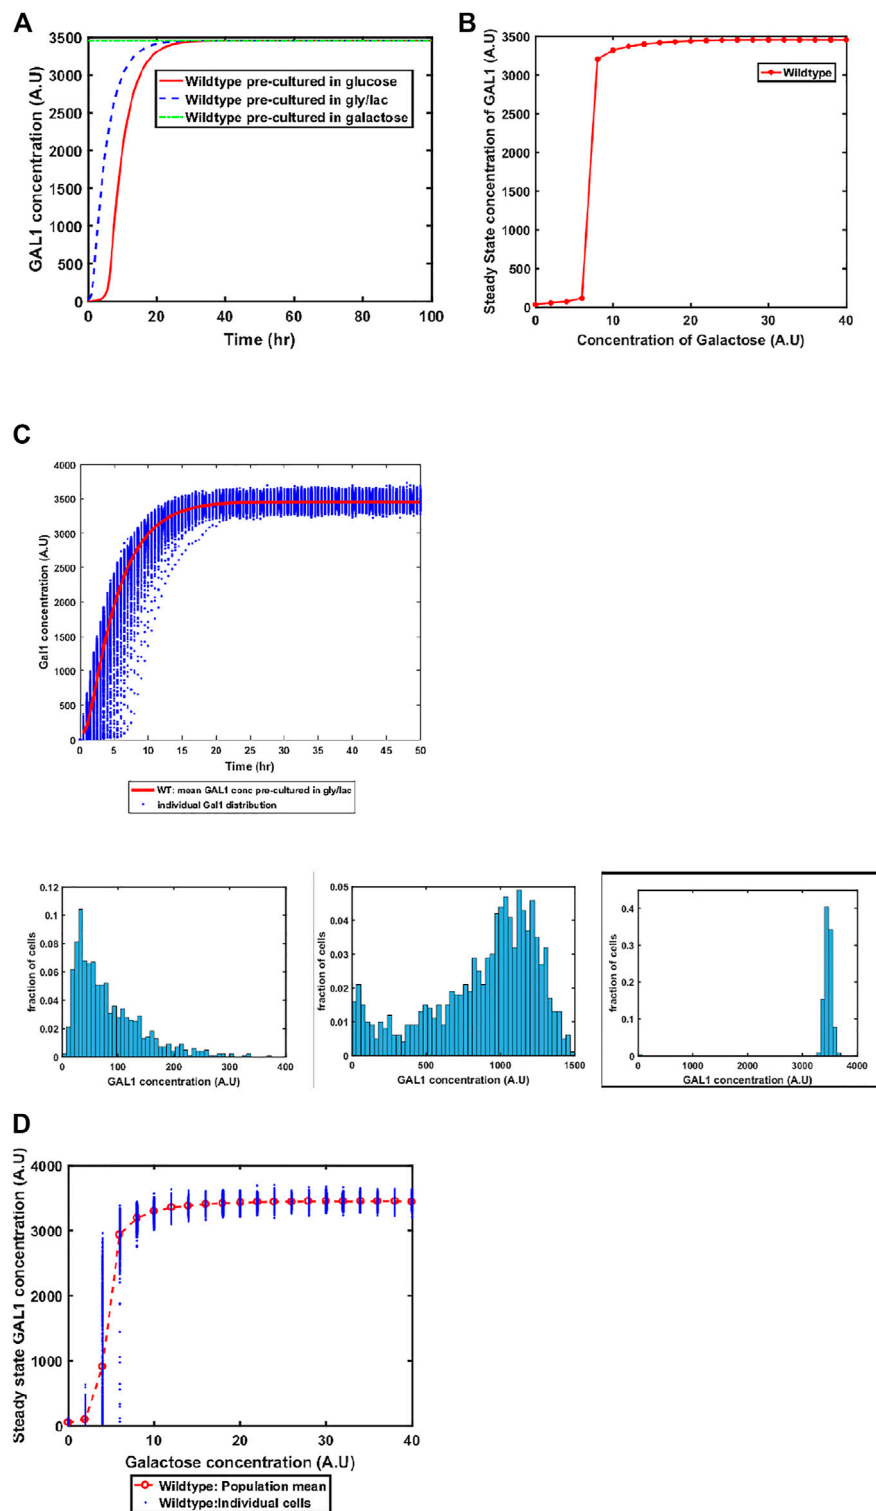 A
3500
3000
2500
2000
1500
1000
500
0
GAL1 concentration (A.U)
Wildtype pre-cultured in glucose
Wildtype pre-cultured in gly/lac
Wildtype pre-cultured in galactose
0 20 40 60 80 100
Time (hr)
B
3500
3000
2500
2000
1500
1000
500
0
Steady State concentration of GAL1 (A.U)
Wildtype
0 10 20 30 40
Concentration of Galactose (A.U)
C
4000
3500
3000
2500
2000
1500
1000
500
0
Gal1 concentration (A.U)
0 5 10 15 20 25 30 35 40 45 50
Time (hr)
WT: mean GAL1 conc pre-cultured in gly/lac
individual Gal1 distribution
0.12
0.1
0.08
0.06
0.04
0.02
0
fraction of cells
0 100 200 300 400
GAL1 concentration (A.U)
0.05
0.04
0.03
0.02
0.01
0
fraction of cells
0 500 1000 1500
GAL1 concentration (A.U)
0.4
0.3
0.2
0.1
0
fraction of cells
0 1000 2000 3000 4000
GAL1 concentration (A.U)
D
4000
3000
2000
1000
0
Steady state GAL1 concentration (A.U)
0 10 20 30 40
Galactose concentration (A.U)
Wildtype: Population mean
Wildtype:Individual cells